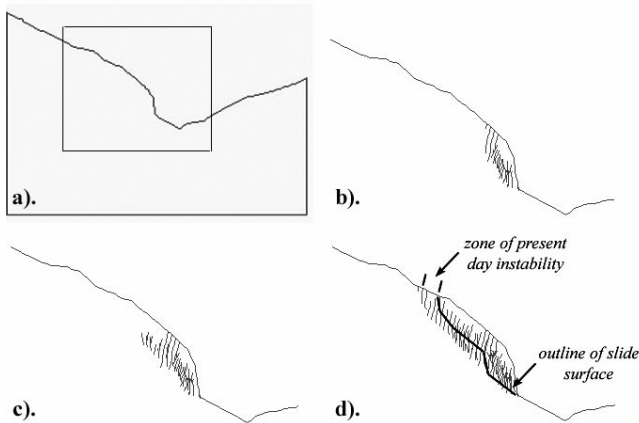 a).
b).
zone of present
day instability
outline of slide
surface
c).
d).